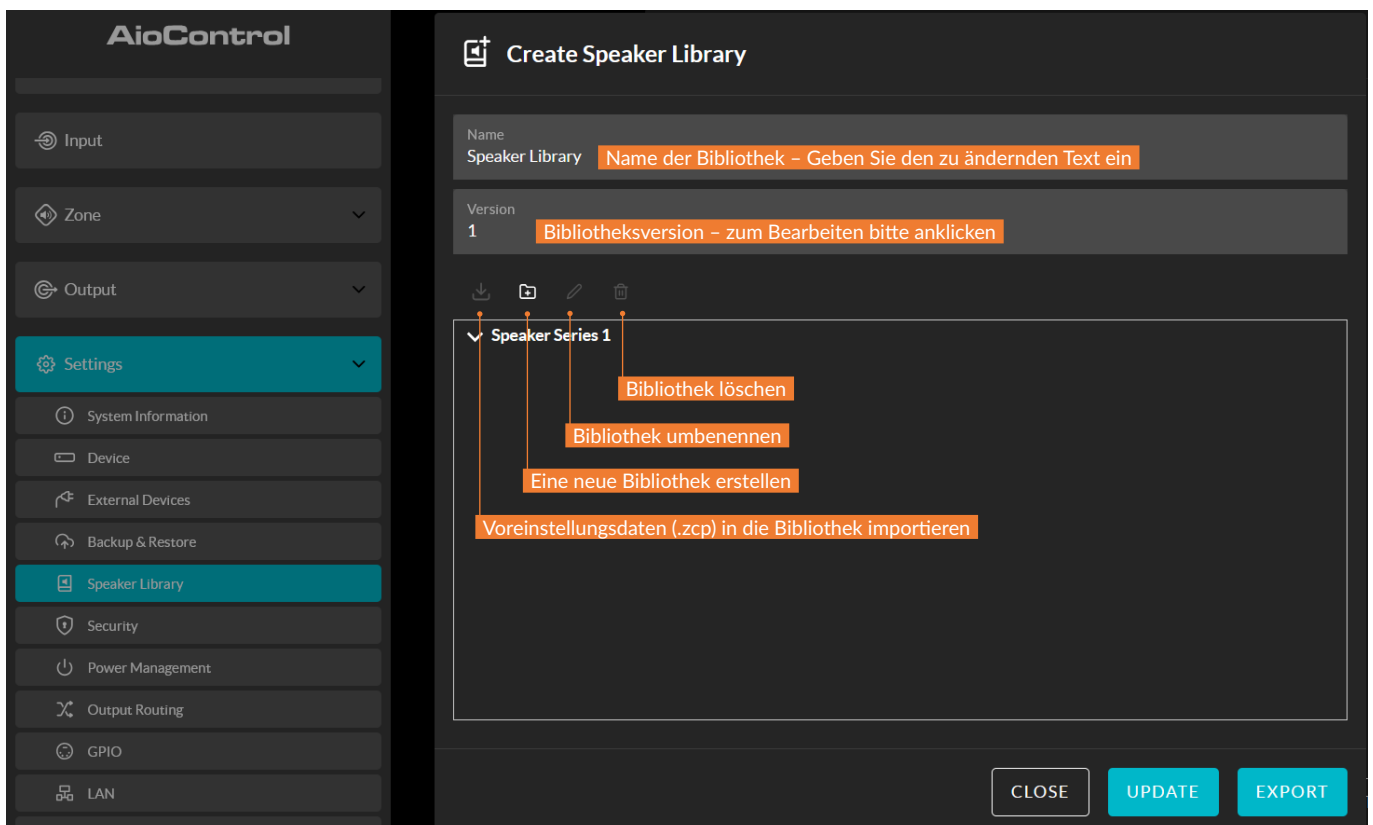 AioControl
Input
Zone
Output
Settings
System Information
Device
External Devices
Backup & Restore
Speaker Library
Security
Power Management
Output Routing
GPIO
LAN
Create Speaker Library
Name
Speaker Library Name der Bibliothek – Geben Sie den zu ändernden Text ein
Version
1 Bibliotheksversion – zum Bearbeiten bitte anklicken
Speaker Series 1
Bibliothek löschen
Bibliothek umbenennen
Eine neue Bibliothek erstellen
Voreinstellungsdaten (.zcp) in die Bibliothek importieren
CLOSE UPDATE EXPORT